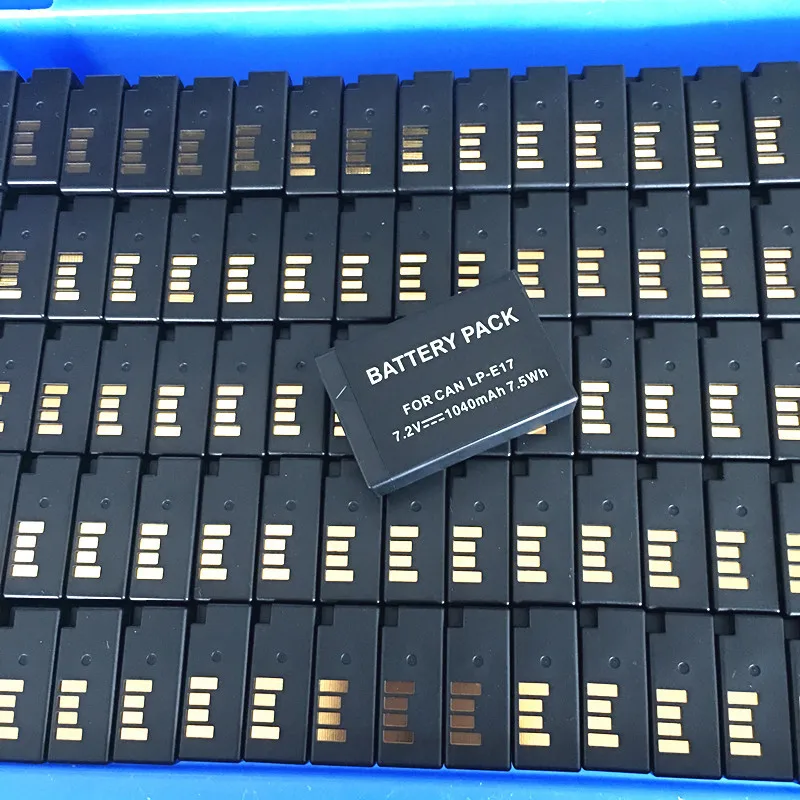 BATTERY PACK
FOR CAN LP-E17
7.2V⎓1040mAh 7.5Wh